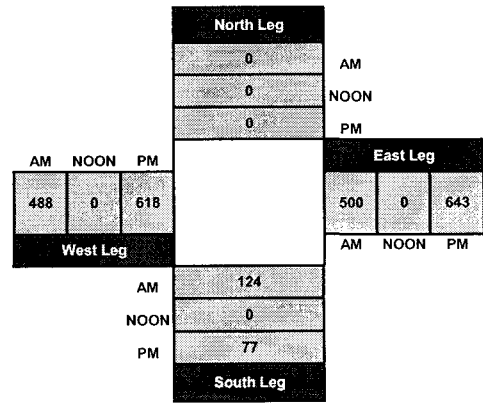 North Leg
0
AM
0
NOON
0
PM
AM NOON PM
East Leg
488 0 618
500 0 643
West Leg
AM NOON PM
AM
124
NOON
0
PM
77
South Leg